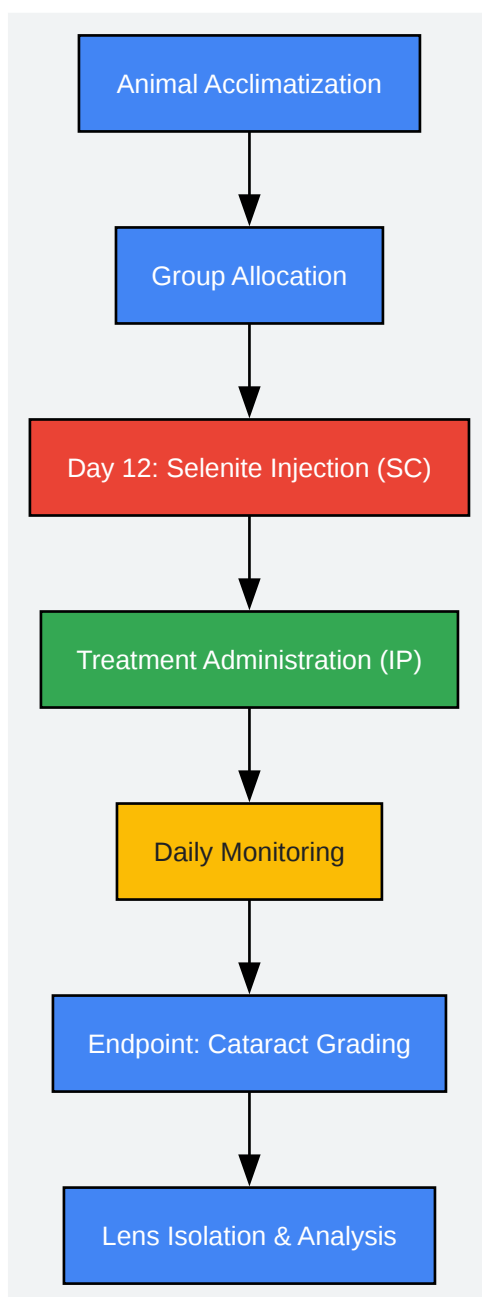 Animal Acclimatization
Group Allocation
Day 12: Selenite Injection (SC)
Treatment Administration (IP)
Daily Monitoring
Endpoint: Cataract Grading
Lens Isolation & Analysis